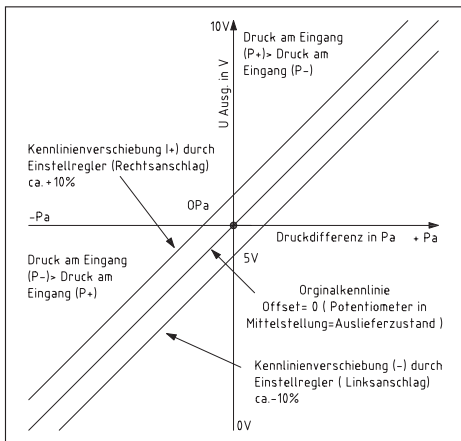 10V
U Ausg. in V
Druck am Eingang
(P+)> Druck am
Eingang (P-)
Kennlinienverschiebung I+) durch
Einstellregler (Rechtsanschlag)
ca.+10%
0Pa
-Pa
Druckdifferenz in Pa
+ Pa
5V
Druck am Eingang
(P-)> Druck am
Eingang (P+)
Orginalkennlinie
Offset= 0 ( Potentiometer in
Mittelstellung=Auslieferzustand )
Kennlinienverschiebung (-) durch
Einstellregler ( Linksanschlag)
ca.-10%
0V